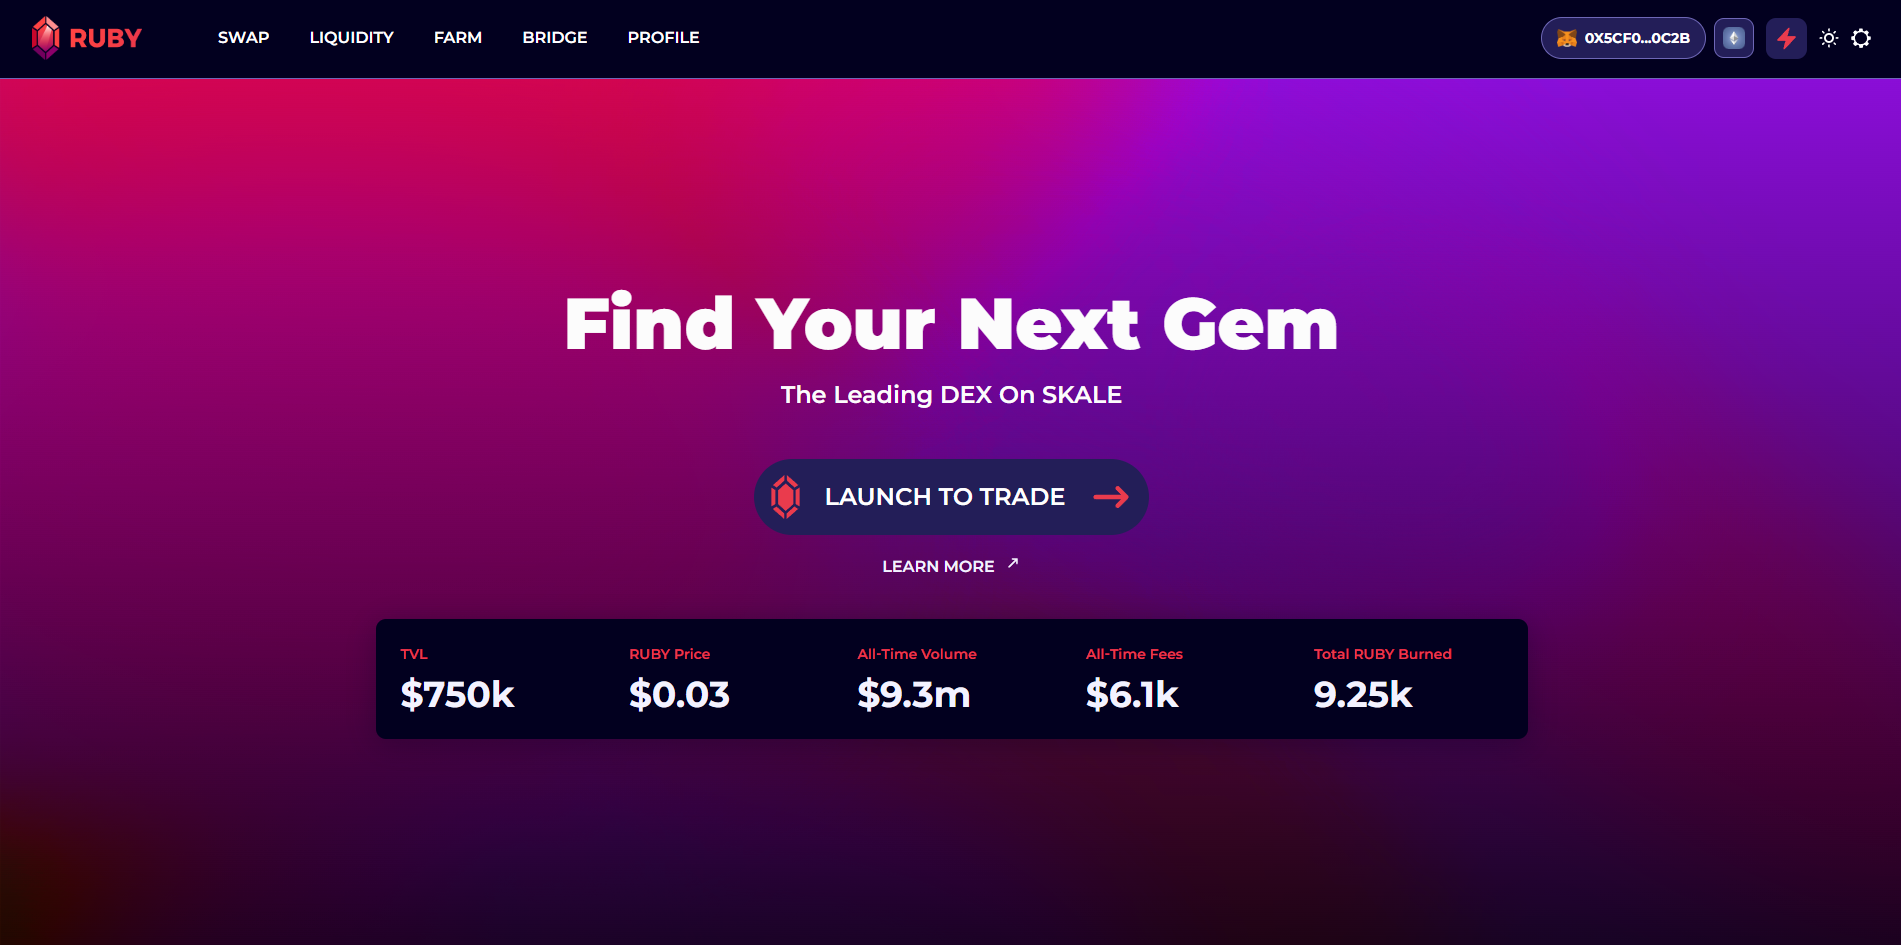 RUBY
SWAP LIQUIDITY FARM BRIDGE PROFILE
0X5CF0...0C2B
Find Your Next Gem
The Leading DEX On SKALE
LAUNCH TO TRADE
LEARN MORE
TVL
$750k
RUBY Price
$0.03
All-Time Volume
$9.3m
All-Time Fees
$6.1k
Total RUBY Burned
9.25k